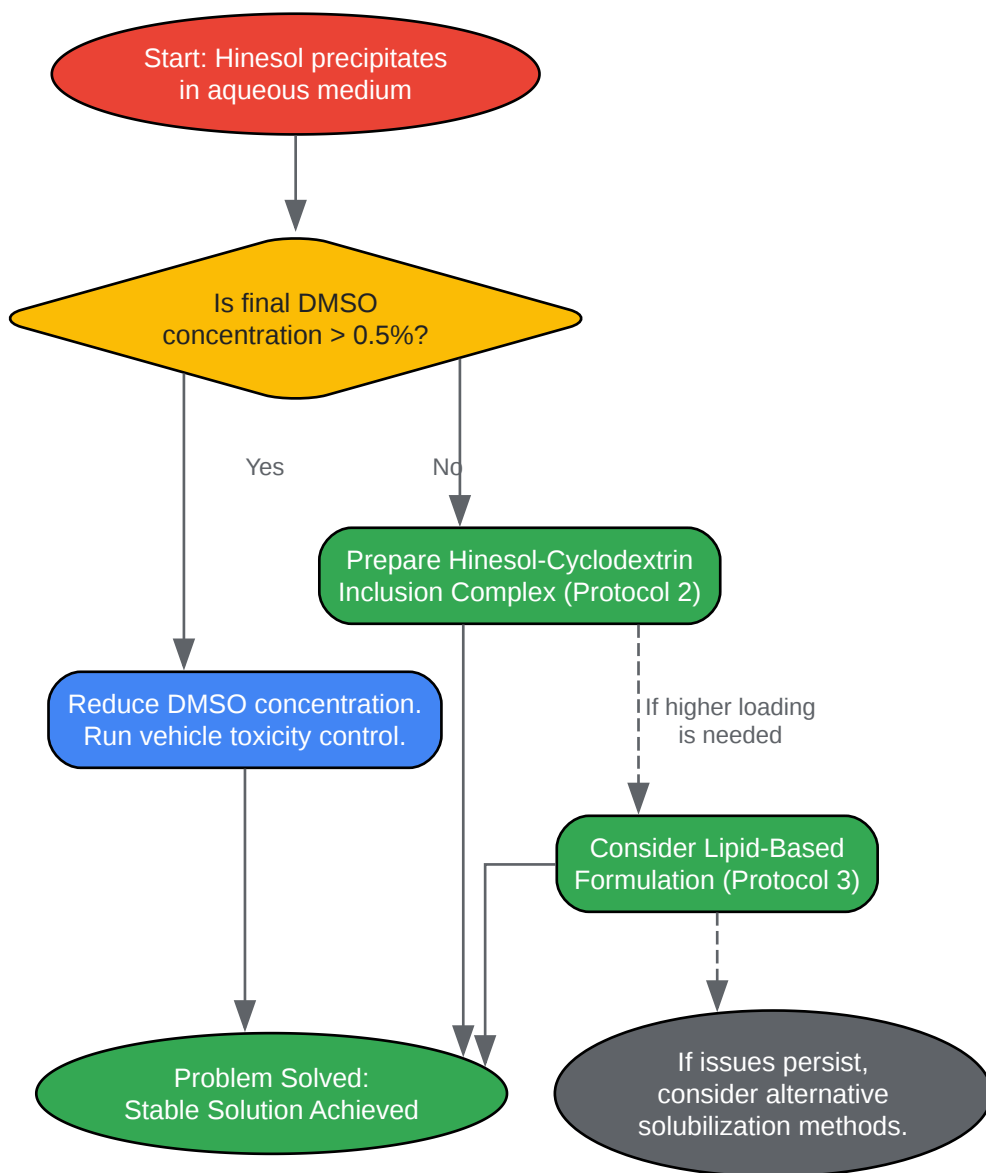 Start: Hinesol precipitates
in aqueous medium
Is final DMSO
concentration > 0.5%?
Yes
No
Prepare Hinesol-Cyclodextrin
Inclusion Complex (Protocol 2)
Reduce DMSO concentration.
Run vehicle toxicity control.
If higher loading
is needed
Consider Lipid-Based
Formulation (Protocol 3)
Problem Solved:
Stable Solution Achieved
If issues persist,
consider alternative
solubilization methods.